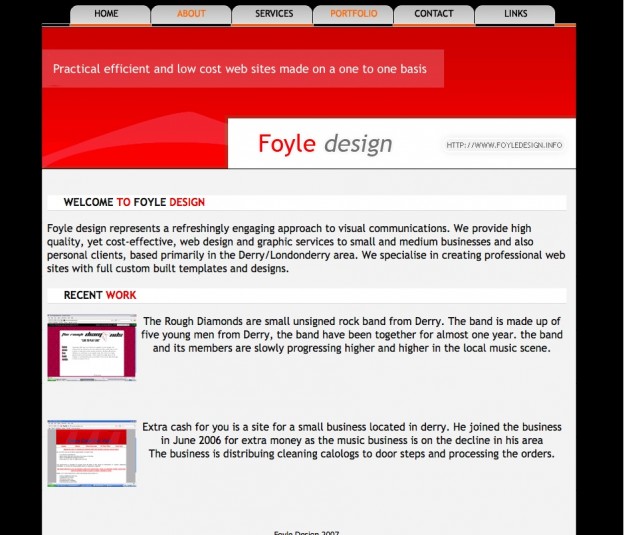 HOME ABOUT SERVICES PORTFOLIO CONTACT LINKS
Practical efficient and low cost web sites made on a one to one basis
Foyle design
HTTP://WWW.FOYLEDESIGN.INFO
WELCOME TO FOYLE DESIGN
Foyle design represents a refreshingly engaging approach to visual communications. We provide high
quality, yet cost-effective, web design and graphic services to small and medium businesses and also
personal clients, based primarily in the Derry/Londonderry area. We specialise in creating professional web
sites with full custom built templates and designs.
RECENT WORK
The Rough Diamonds are small unsigned rock band from Derry. The band is made up of
five young men from Derry, the band have been together for almost one year. the band
and its members are slowly progressing higher and higher in the local music scene.
Extra cash for you is a site for a small business located in derry. He joined the business
in June 2006 for extra money as the music business is on the decline in his area
The business is distribuing cleaning calologs to door steps and processing the orders.
Foyle Design 2007